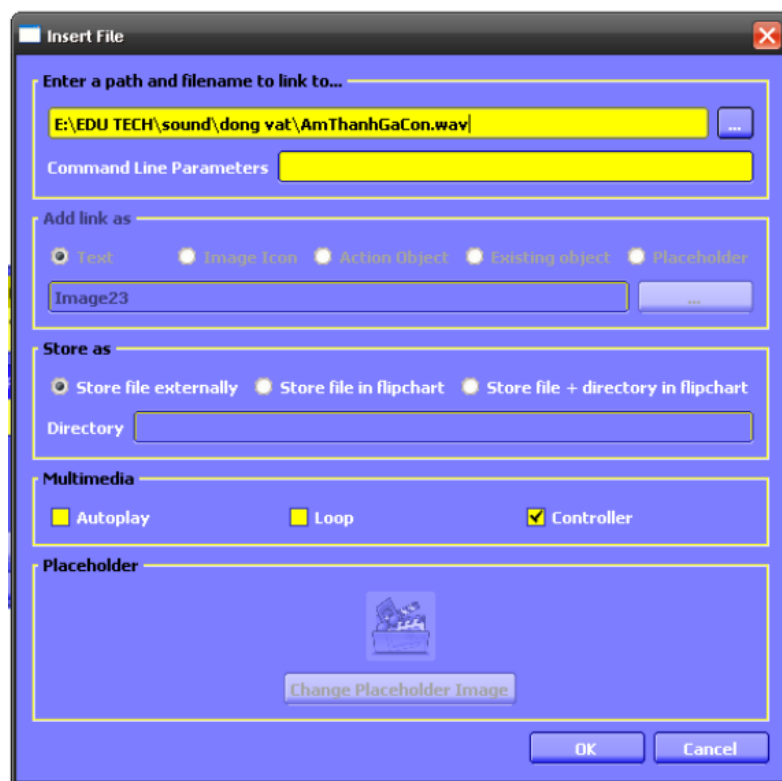 Insert File
Enter a path and filename to link to...
E:\EDU TECH\sound\dong vat\AmThanhGaCon.wav
...
Command Line Parameters
Add link as
Text Image Icon Action Object Existing object Placeholder
Image23 ...
Store as
Store file externally Store file in flipchart Store file + directory in flipchart
Directory
Multimedia
Autoplay Loop Controller
Placeholder
Change Placeholder Image
OK Cancel